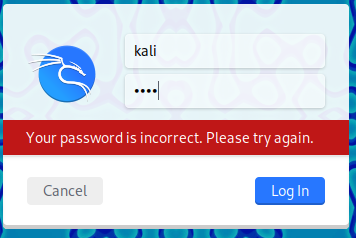 kali
••••
Your password is incorrect. Please try again.
Cancel
Log In